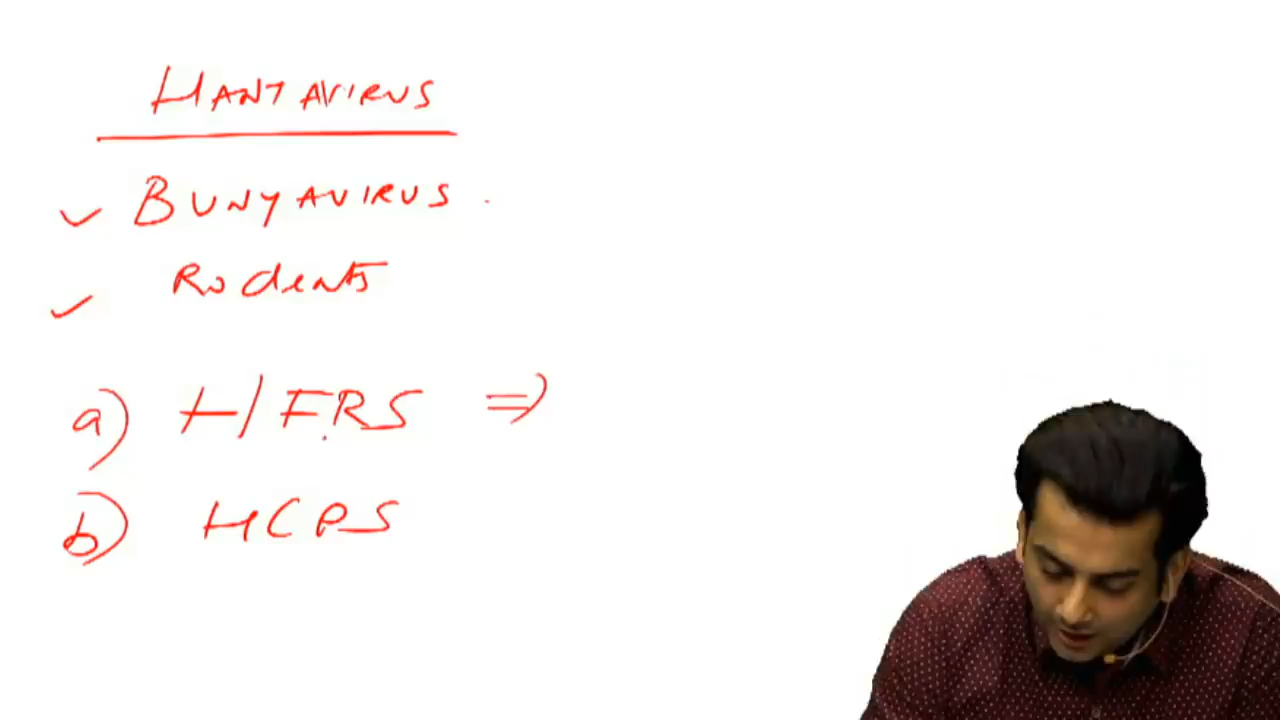 HANTAVIRUS
✓ BUNYAVIRUS.
✓ Rodents
a) HFRS ⇒
b) HCPS